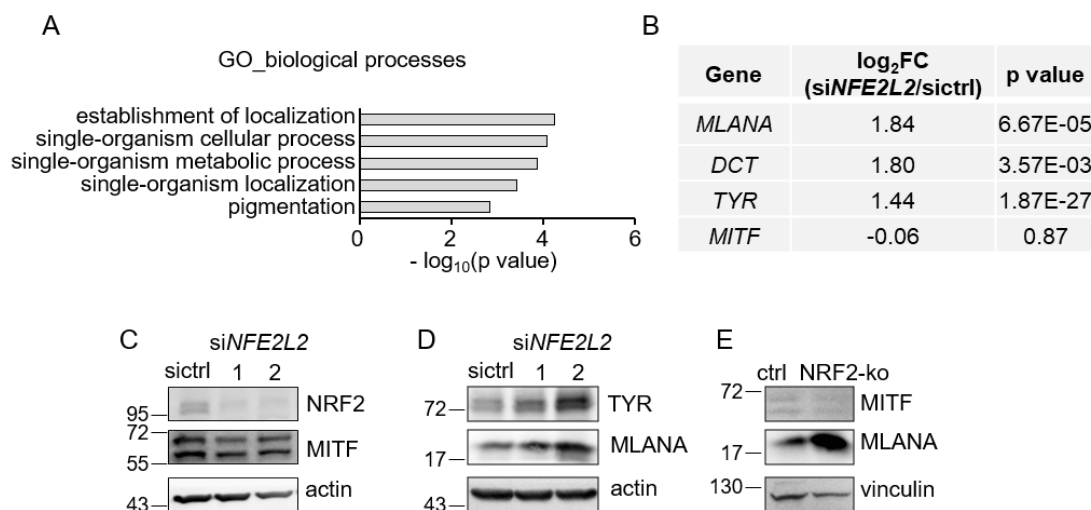 A
GO_biological processes
establishment of localization
single-organism cellular process
single-organism metabolic process
single-organism localization
pigmentation
0 2 4 6
- log10(p value)
B
Gene log2FC (siNFE2L2/sictrl) p value
MLANA 1.84 6.67E-05
DCT 1.80 3.57E-03
TYR 1.44 1.87E-27
MITF -0.06 0.87
C
siNFE2L2
sictrl 1 2
95 NRF2
72 MITF
55
43 actin
D
siNFE2L2
sictrl 1 2
72 TYR
MLANA
17
43 actin
E
ctrl NRF2-ko
72 MITF
MLANA
17
130 vinculin